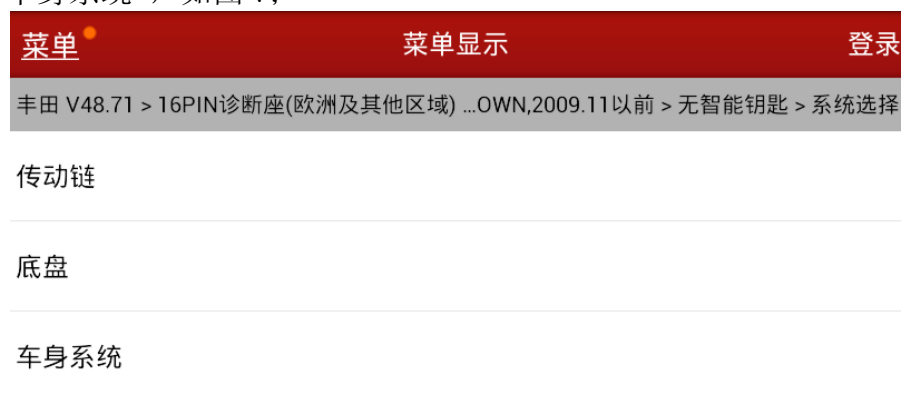 菜单 菜单显示 登录
丰田 V48.71 > 16PIN诊断座(欧洲及其他区域) ...OWN,2009.11以前 > 无智能钥匙 > 系统选择
传动链
底盘
车身系统